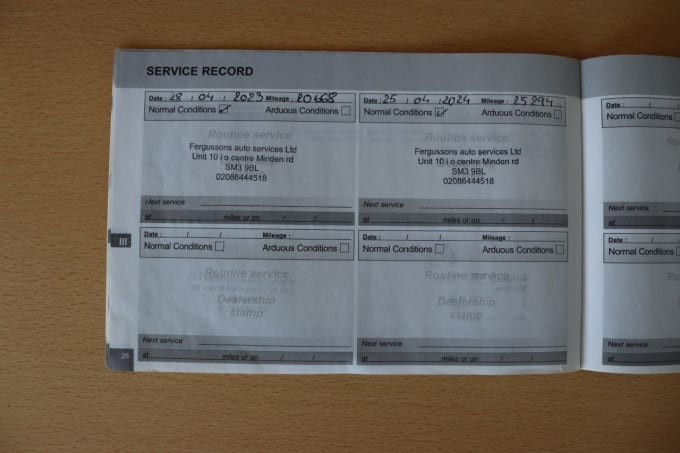 SERVICE RECORD
Date : 28 / 04 / 2023 Mileage : 20668
Normal Conditions Arduous Conditions
Routine service
Fergussons auto services Ltd
Unit 10 i o centre Minden rd
SM3 9BL
02086444518
Next service
at miles or on / /
Date : 25 / 04 / 2024 Mileage : 25294
Normal Conditions Arduous Conditions
Routine service
Fergussons auto services Ltd
Unit 10 i o centre Minden rd
SM3 9BL
02086444518
Next service
at miles or on / /
Date : / / Mileage :
Normal Conditions Arduous Conditions
Routine service
Dealership
stamp
Next service
at miles or on / /
Date : / / Mileage :
Normal Conditions Arduous Conditions
Routine service
Dealership
stamp
Next service
at miles or on / /
III
26
Date : / /
Normal Conditions
Next service
at
Date : / /
Normal Conditions
Next service
at